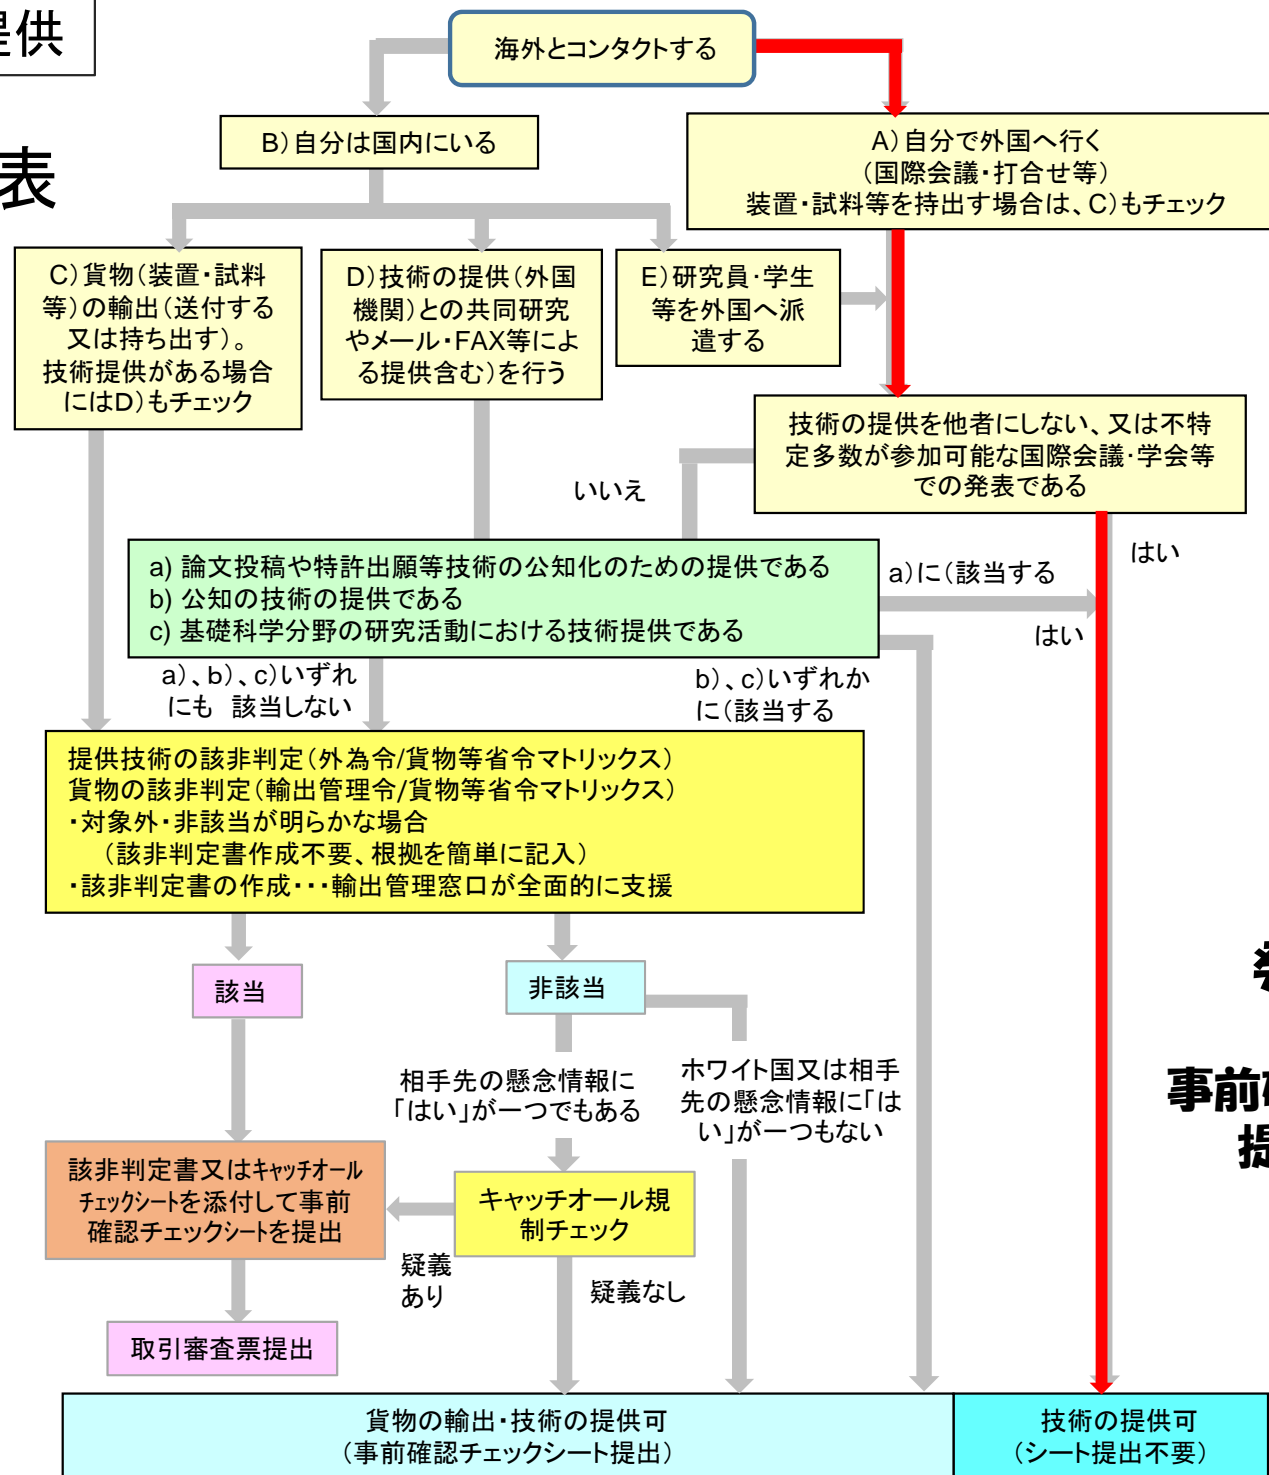 提供
表
海外とコンタクトする
B)自分は国内にいる
A)自分で外国へ行く
(国際会議・打合せ等)
装置・試料等を持出す場合は、C)もチェック
C)貨物(装置・試料
等)の輸出(送付する
又は持ち出す)。
技術提供がある場合
にはD)もチェック
D)技術の提供(外国
機関)との共同研究
やメール・FAX等によ
る提供含む)を行う
E)研究員・学生
等を外国へ派
遣する
技術の提供を他者にしない、又は不特
定多数が参加可能な国際会議・学会等
での発表である
いいえ
はい
a) 論文投稿や特許出願等技術の公知化のための提供である
b) 公知の技術の提供である
c) 基礎科学分野の研究活動における技術提供である
a)に(該当する
はい
a)、b)、c)いずれ
にも 該当しない
b)、c)いずれか
に(該当する
提供技術の該非判定(外為令/貨物等省令マトリックス)
貨物の該非判定(輸出管理令/貨物等省令マトリックス)
・対象外・非該当が明らかな場合
(該非判定書作成不要、根拠を簡単に記入)
・該非判定書の作成・・・輸出管理窓口が全面的に支援
該当
非該当
相手先の懸念情報に
「はい」が一つでもある
ホワイト国又は相手
先の懸念情報に「は
い」が一つもない
事前
該非判定書又はキャッチオール
チェックシートを添付して事前
確認チェックシートを提出
キャッチオール規
制チェック
疑義
あり
疑義なし
取引審査票提出
貨物の輸出・技術の提供可
(事前確認チェックシート提出)
技術の提供可
(シート提出不要)